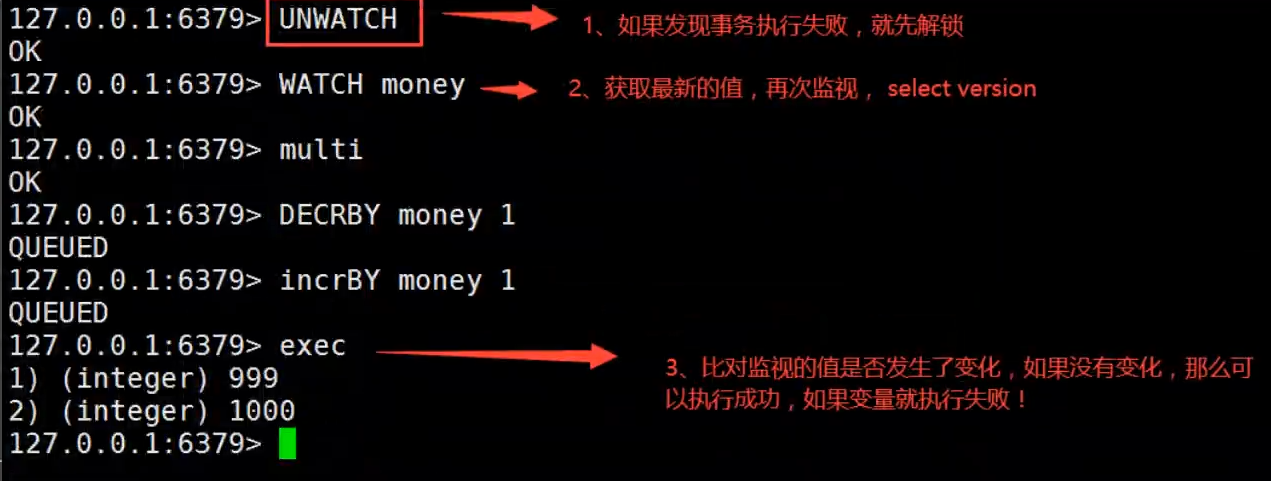 127.0.0.1:6379> UNWATCH
1、如果发现事务执行失败，就先解锁
OK
127.0.0.1:6379> WATCH money
2、获取最新的值，再次监视， select version
OK
127.0.0.1:6379> multi
OK
127.0.0.1:6379> DECRBY money 1
QUEUED
127.0.0.1:6379> incrBY money 1
QUEUED
127.0.0.1:6379> exec
3、比对监视的值是否发生了变化，如果没有变化，那么可
以执行成功，如果变量就执行失败！
1) (integer) 999
2) (integer) 1000
127.0.0.1:6379>